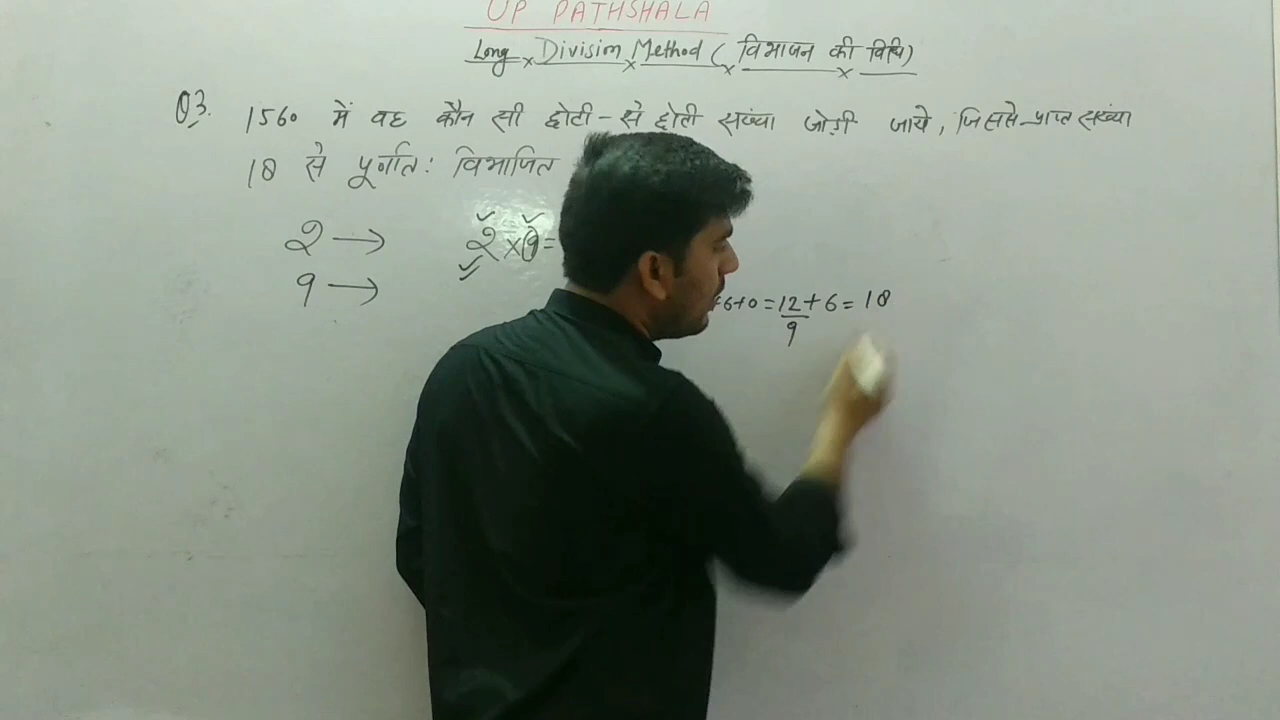 UP PATHSHALA
Long Division Method ( विभाजन की विधि )
Q3. 1560 में वह कौन सी छोटी - से छोटी संख्या जोड़ी जाये, जिससे प्राप्त संख्या
18 से पूर्णतः विभाजित
2 → 2 × 9 =
9 →
+6+0 = 12 + 6 = 18
9